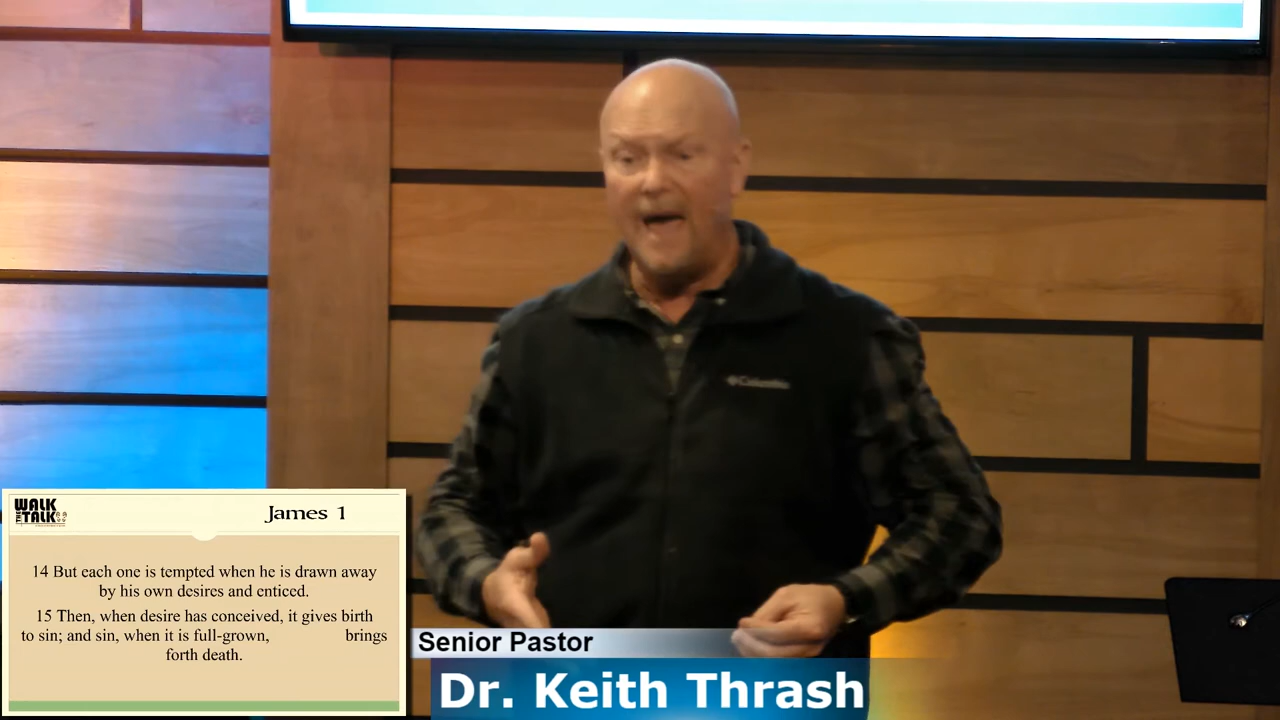 Columbia
WALK
THE
TALK
James 1
14 But each one is tempted when he is drawn away
by his own desires and enticed.
15 Then, when desire has conceived, it gives birth
to sin; and sin, when it is full-grown, brings
forth death.
Senior Pastor
Dr. Keith Thrash